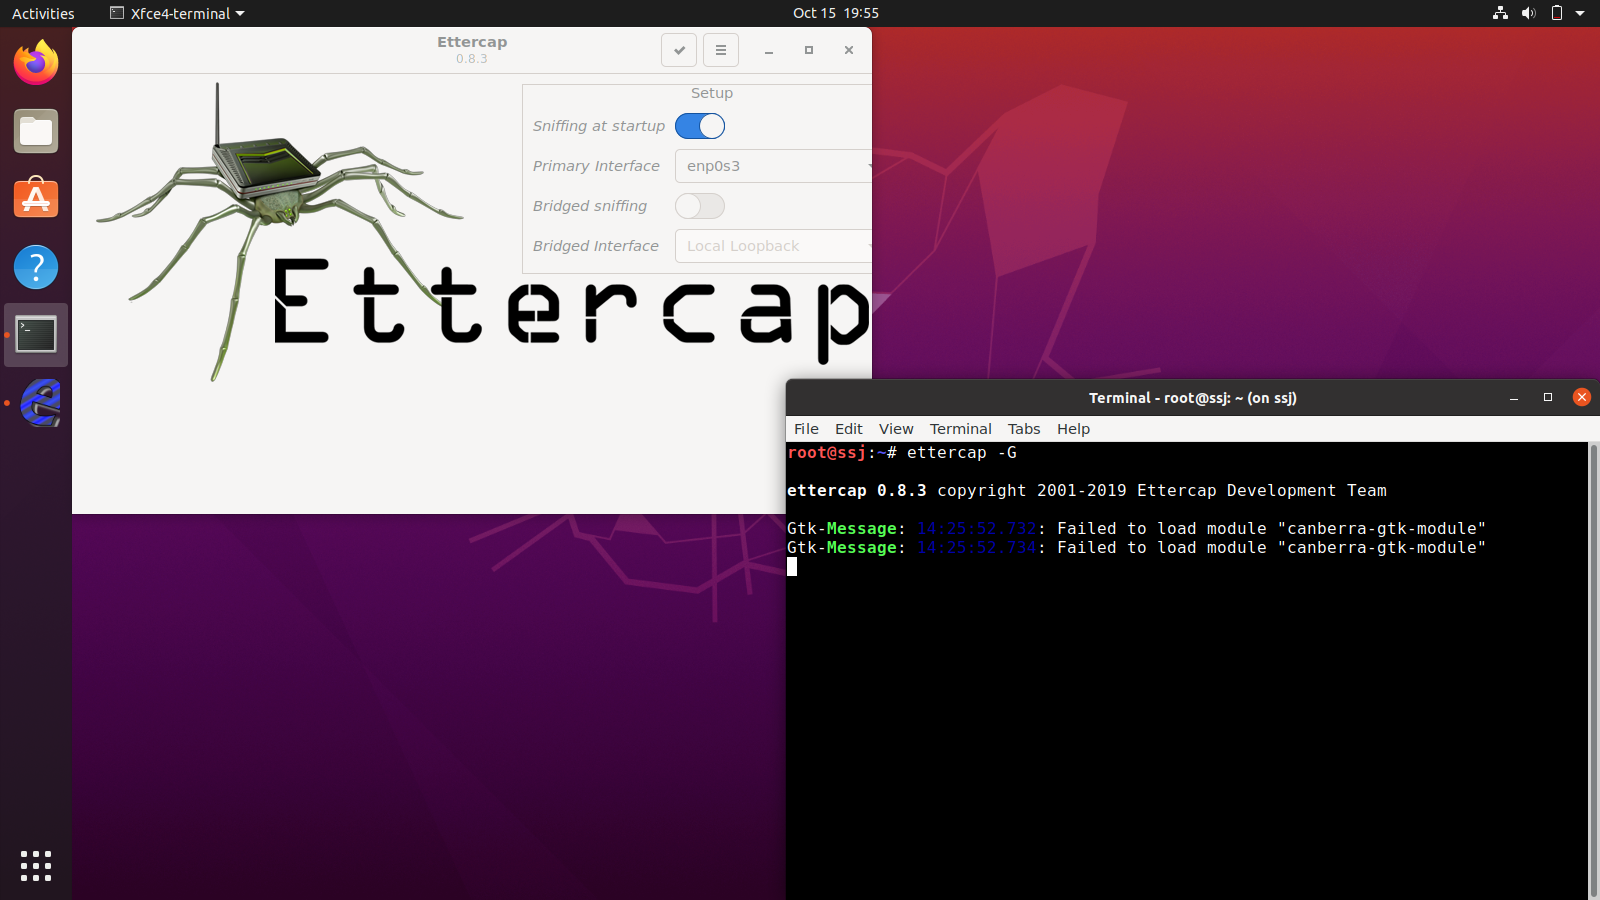 Activities
Xfce4-terminal
Oct 15 19:55
Ettercap
0.8.3
Setup
Sniffing at startup
Primary Interface
enp0s3
Bridged sniffing
Bridged Interface
Local Loopback
Ettercap
Terminal - root@ssj: ~ (on ssj)
File Edit View Terminal Tabs Help
root@ssj:~# ettercap -G
ettercap 0.8.3 copyright 2001-2019 Ettercap Development Team
Gtk-Message: 14:25:52.732: Failed to load module "canberra-gtk-module"
Gtk-Message: 14:25:52.734: Failed to load module "canberra-gtk-module"